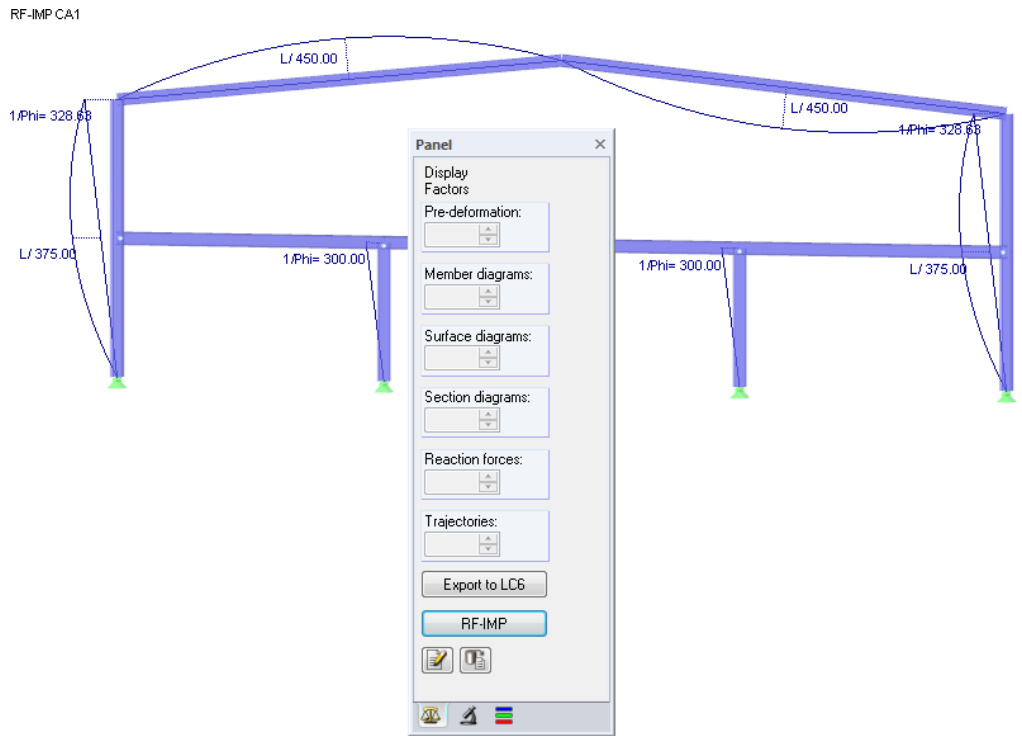 RF-IMP CA1
L/ 450.00
L/ 450.00
1/Phi= 328.63
1/Phi= 328.63
Panel
Display
Factors
Pre-deformation:
L/ 375.00
1/Phi= 300.00
1/Phi= 300.00
L/ 375.00
Member diagrams:
Surface diagrams:
Section diagrams:
Reaction forces:
Trajectories:
Export to LC6
RF-IMP